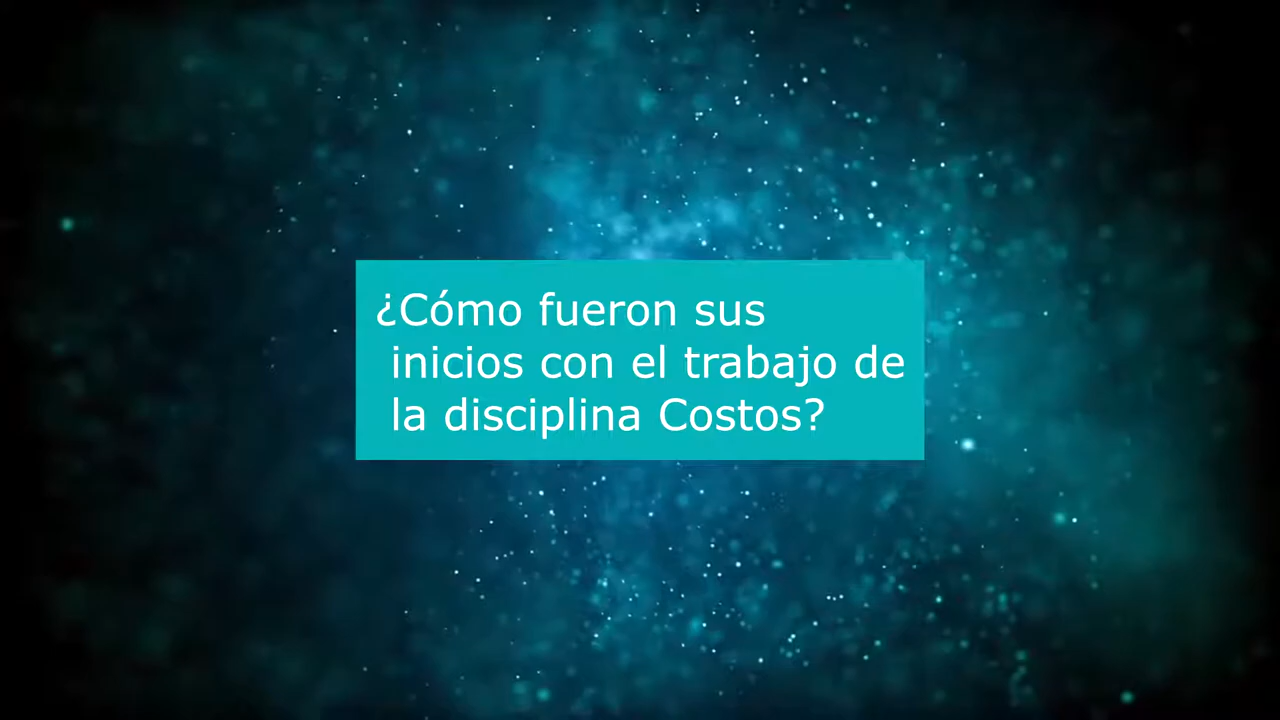 ¿Cómo fueron sus
inicios con el trabajo de
la disciplina Costos?